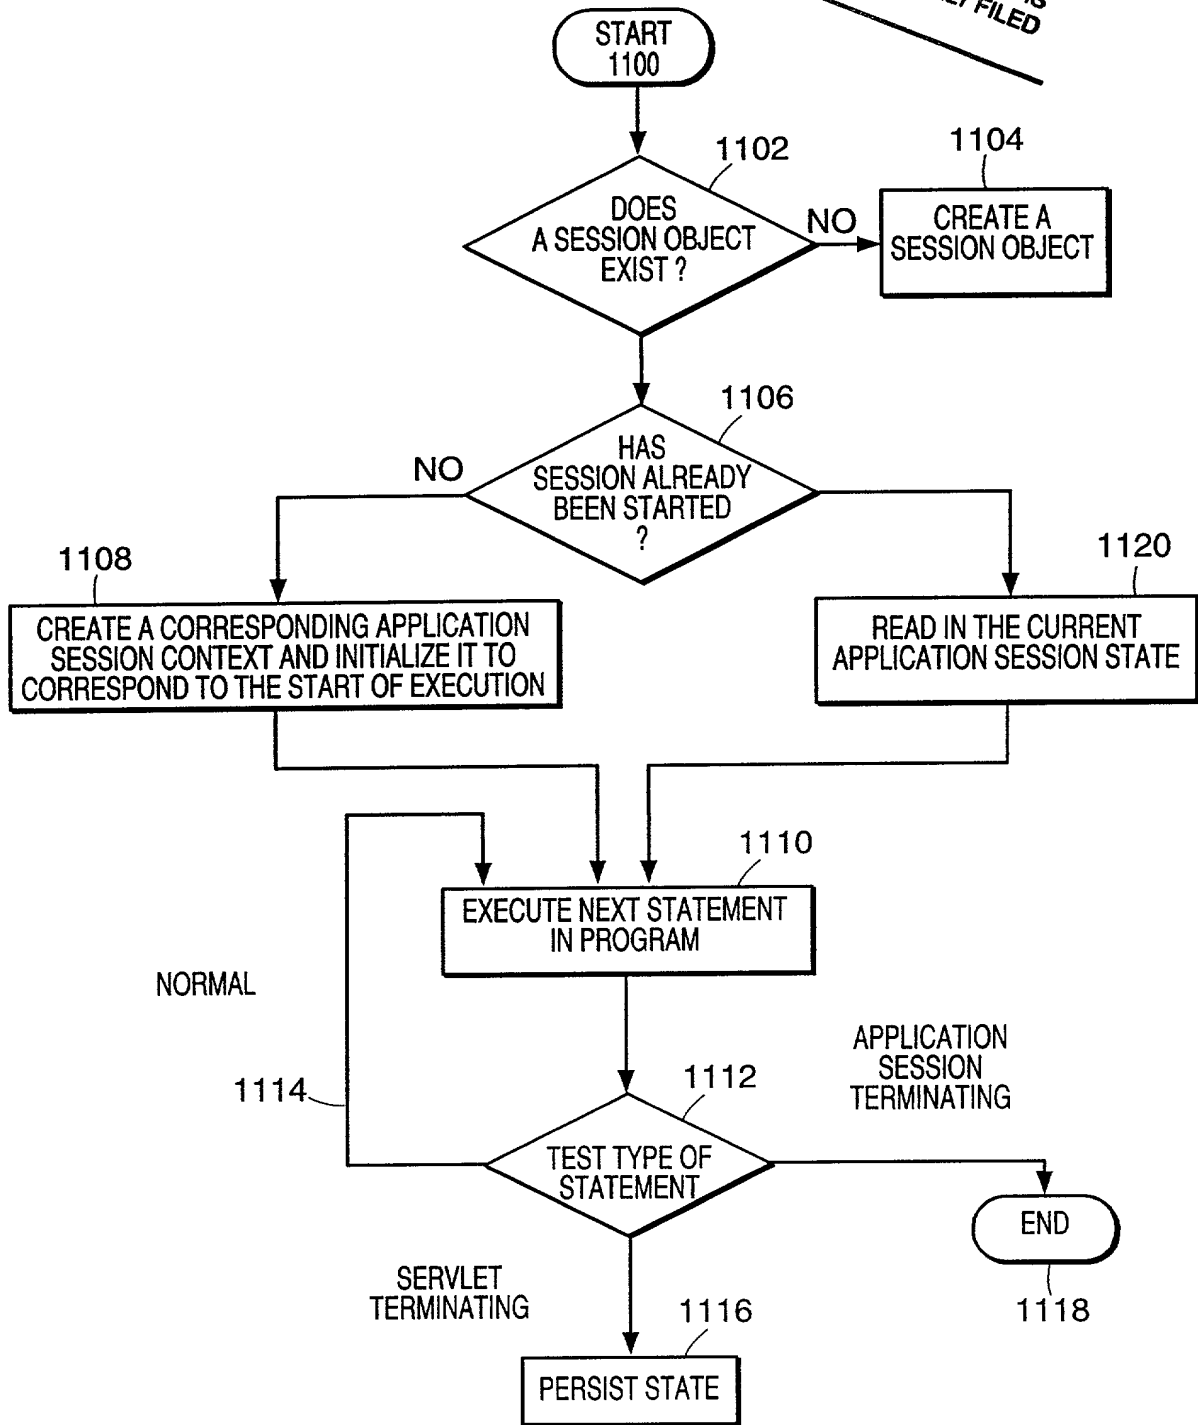 FILED
START
1100
1102
1104
DOES
A SESSION OBJECT
EXIST ?
NO
CREATE A
SESSION OBJECT
1106
HAS
SESSION ALREADY
BEEN STARTED
?
NO
1108
1120
CREATE A CORRESPONDING APPLICATION
SESSION CONTEXT AND INITIALIZE IT TO
CORRESPOND TO THE START OF EXECUTION
READ IN THE CURRENT
APPLICATION SESSION STATE
1110
EXECUTE NEXT STATEMENT
IN PROGRAM
NORMAL
APPLICATION
SESSION
TERMINATING
1114
1112
TEST TYPE OF
STATEMENT
END
SERVLET
TERMINATING
1118
1116
PERSIST STATE